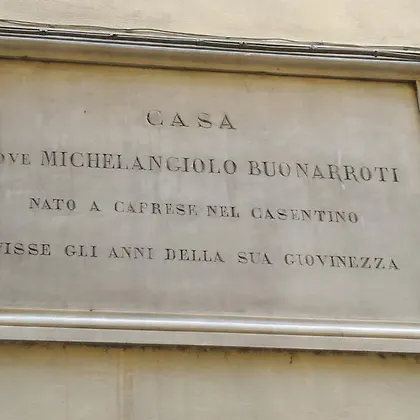 CASA
OVE MICHELANGIOLO BUONARROTI
NATO A CAPRESE NEL CASENTINO
VISSE GLI ANNI DELLA SUA GIOVINEZZA